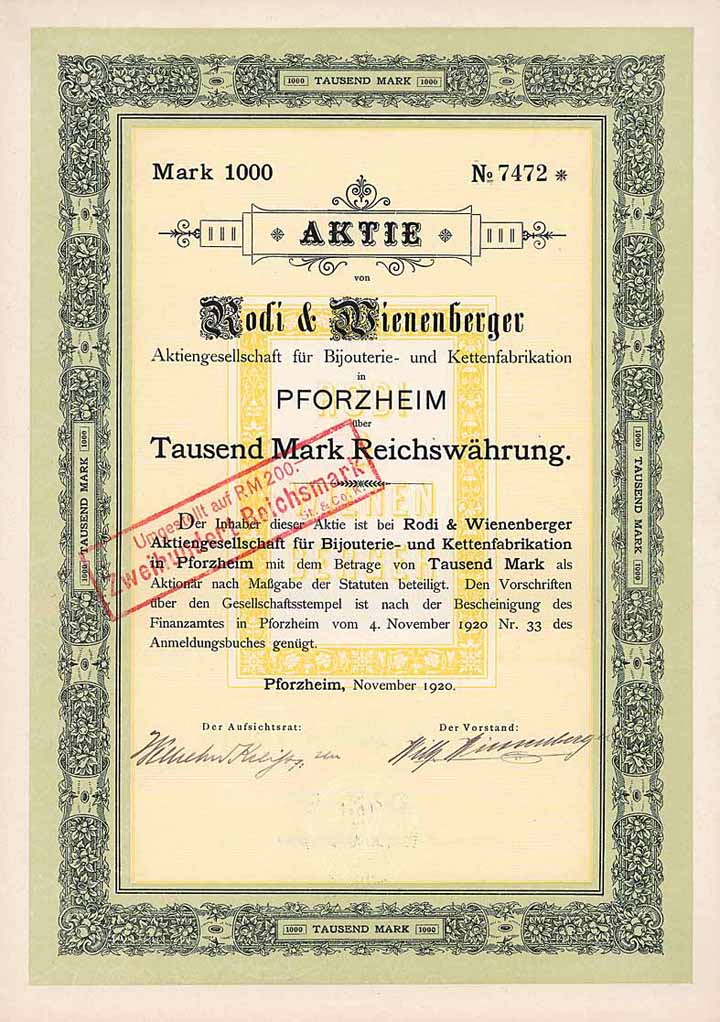 1000 TAUSEND MARK 1000
Mark 1000 № 7472 *
AKTIE
von
Rodi & Wienenberger
Aktiengesellschaft für Bijouterie- und Kettenfabrikation
in
PFORZHEIM
über
Tausend Mark Reichswährung.
Umgestellt auf R.M 200.-
Zweihundert Reichsmark
Der Inhaber dieser Aktie ist bei Rodi & Wienenberger
Aktiengesellschaft für Bijouterie- und Kettenfabrikation
in Pforzheim mit dem Betrage von Tausend Mark als
Aktionär nach Maßgabe der Statuten beteiligt. Den Vorschriften
über den Gesellschaftsstempel ist nach der Bescheinigung des
Finanzamtes in Pforzheim vom 4. November 1920 Nr. 33 des
Anmeldungsbuches genügt.
Pforzheim, November 1920.
Der Aufsichtsrat: Der Vorstand:
1000 TAUSEND MARK 1000
1000 TAUSEND MARK 1000
1000 TAUSEND MARK 1000
RODI
&
WIENEN
BERGER